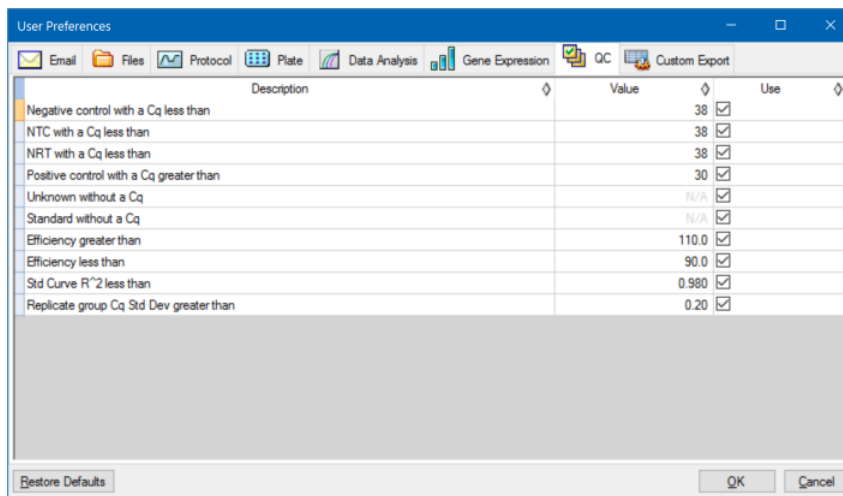 User Preferences
Email Files Protocol Plate Data Analysis Gene Expression QC Custom Export
Description Value Use
Negative control with a Cq less than 38
NTC with a Cq less than 38
NRT with a Cq less than 38
Positive control with a Cq greater than 30
Unknown without a Cq N/A
Standard without a Cq N/A
Efficiency greater than 110.0
Efficiency less than 90.0
Std Curve R^2 less than 0.980
Replicate group Cq Std Dev greater than 0.20
Restore Defaults OK Cancel